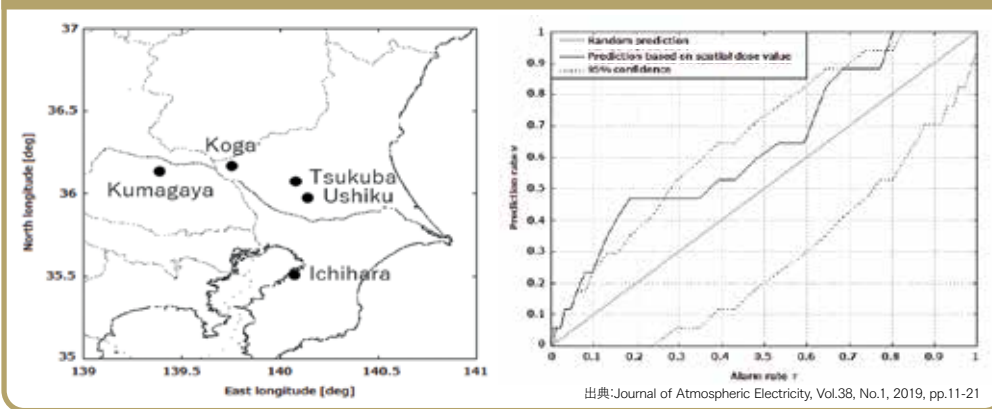 37
36.5
36
35.5
35
139
139.5
140
140.5
141
North longitude [deg]
East longitude [deg]
Koga
Kumagaya
Tsukuba
Ushiku
Ichihara
Random prediction
Prediction based on spatial dose value
95% confidence
1
0.9
0.8
0.7
0.6
0.5
0.4
0.3
0.2
0.1
0
0 0.1 0.2 0.3 0.4 0.5 0.6 0.7 0.8 0.9 1
Prediction rate
Alarm rate τ
出典:Journal of Atmospheric Electricity, Vol.38, No.1, 2019, pp.11-21